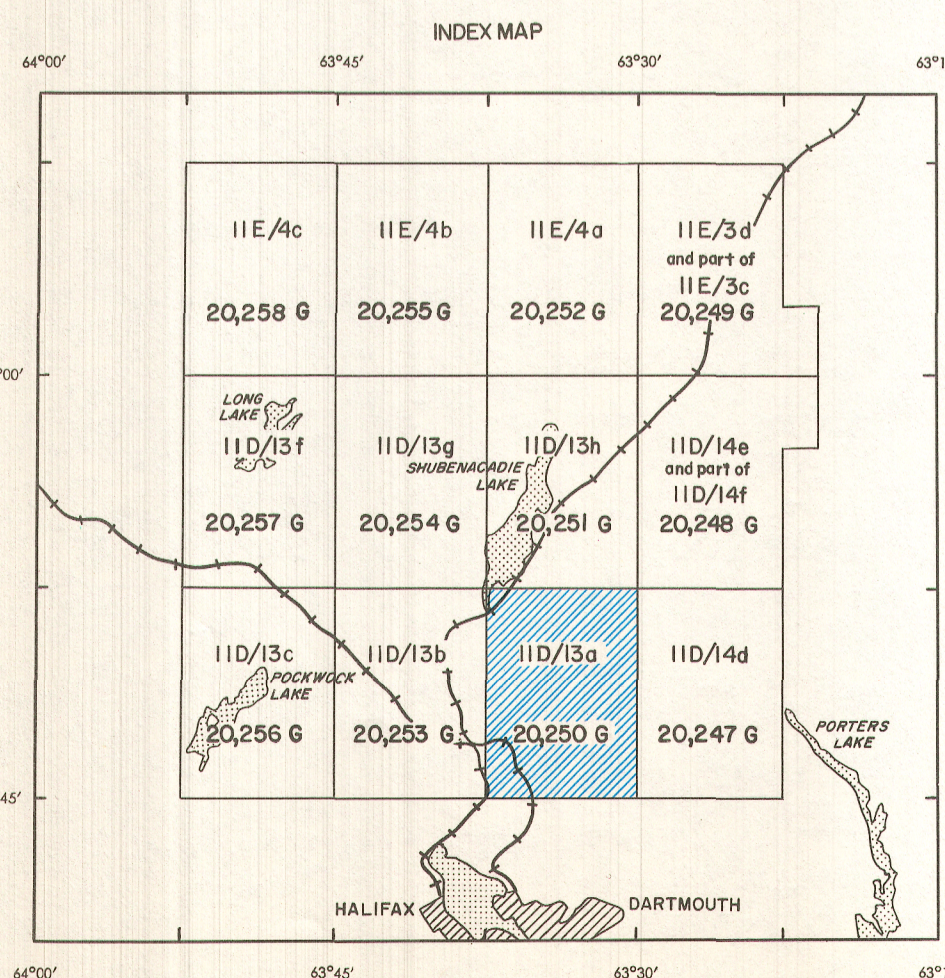 INDEX MAP
64°00′ 63°45′ 63°30′ 63°1
11E/4c 11E/4b 11E/4a 11E/3d
and part of
11E/3c
20,258 G 20,255 G 20,252 G 20,249 G
°00′
LONG
LAKE
11D/13f 11D/13g 11D/13h 11D/14e
SHUBENACADIE
LAKE
and part of
11D/14f
20,257 G 20,254 G 20,251 G 20,248 G
11D/13c 11D/13b 11D/13a 11D/14d
POCKWOCK
LAKE
20,256 G 20,253 G 20,250 G 20,247 G
PORTERS
LAKE
45′
HALIFAX DARTMOUTH
64°00′ 63°45′ 63°30′